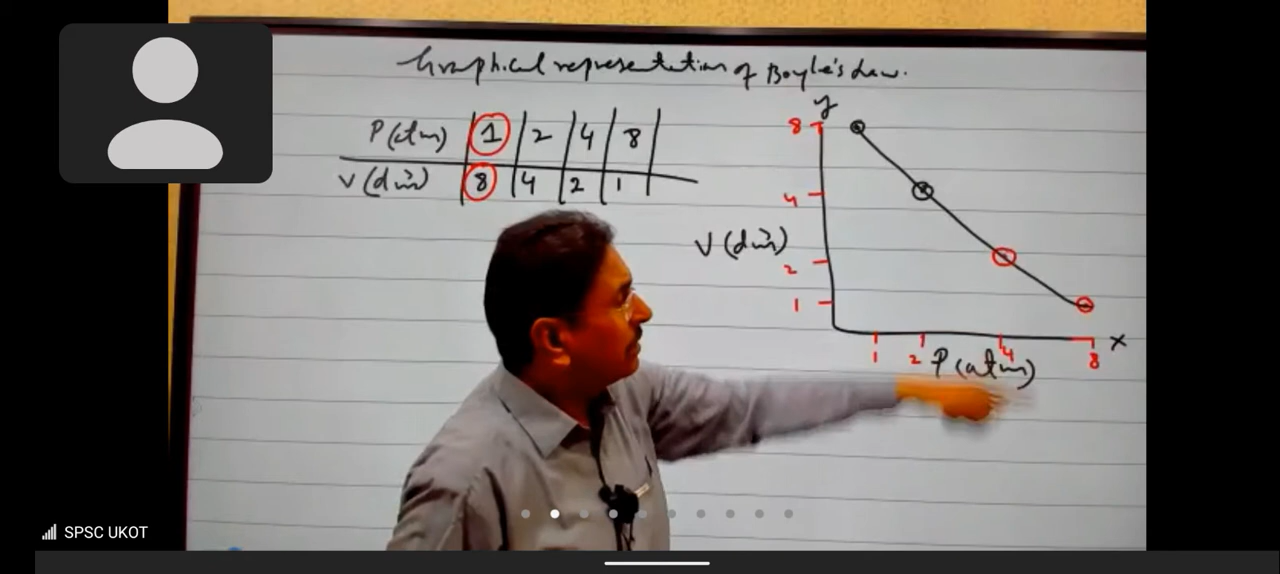 Graphical representation of Boyle's Law.
P(atm) | 1 | 2 | 4 | 8 |
V(dm³) | 8 | 4 | 2 | 1 |
y
8
4
V(dm³)
2
1
1 2 4 8 x
P(atm)
SPSC UKOT